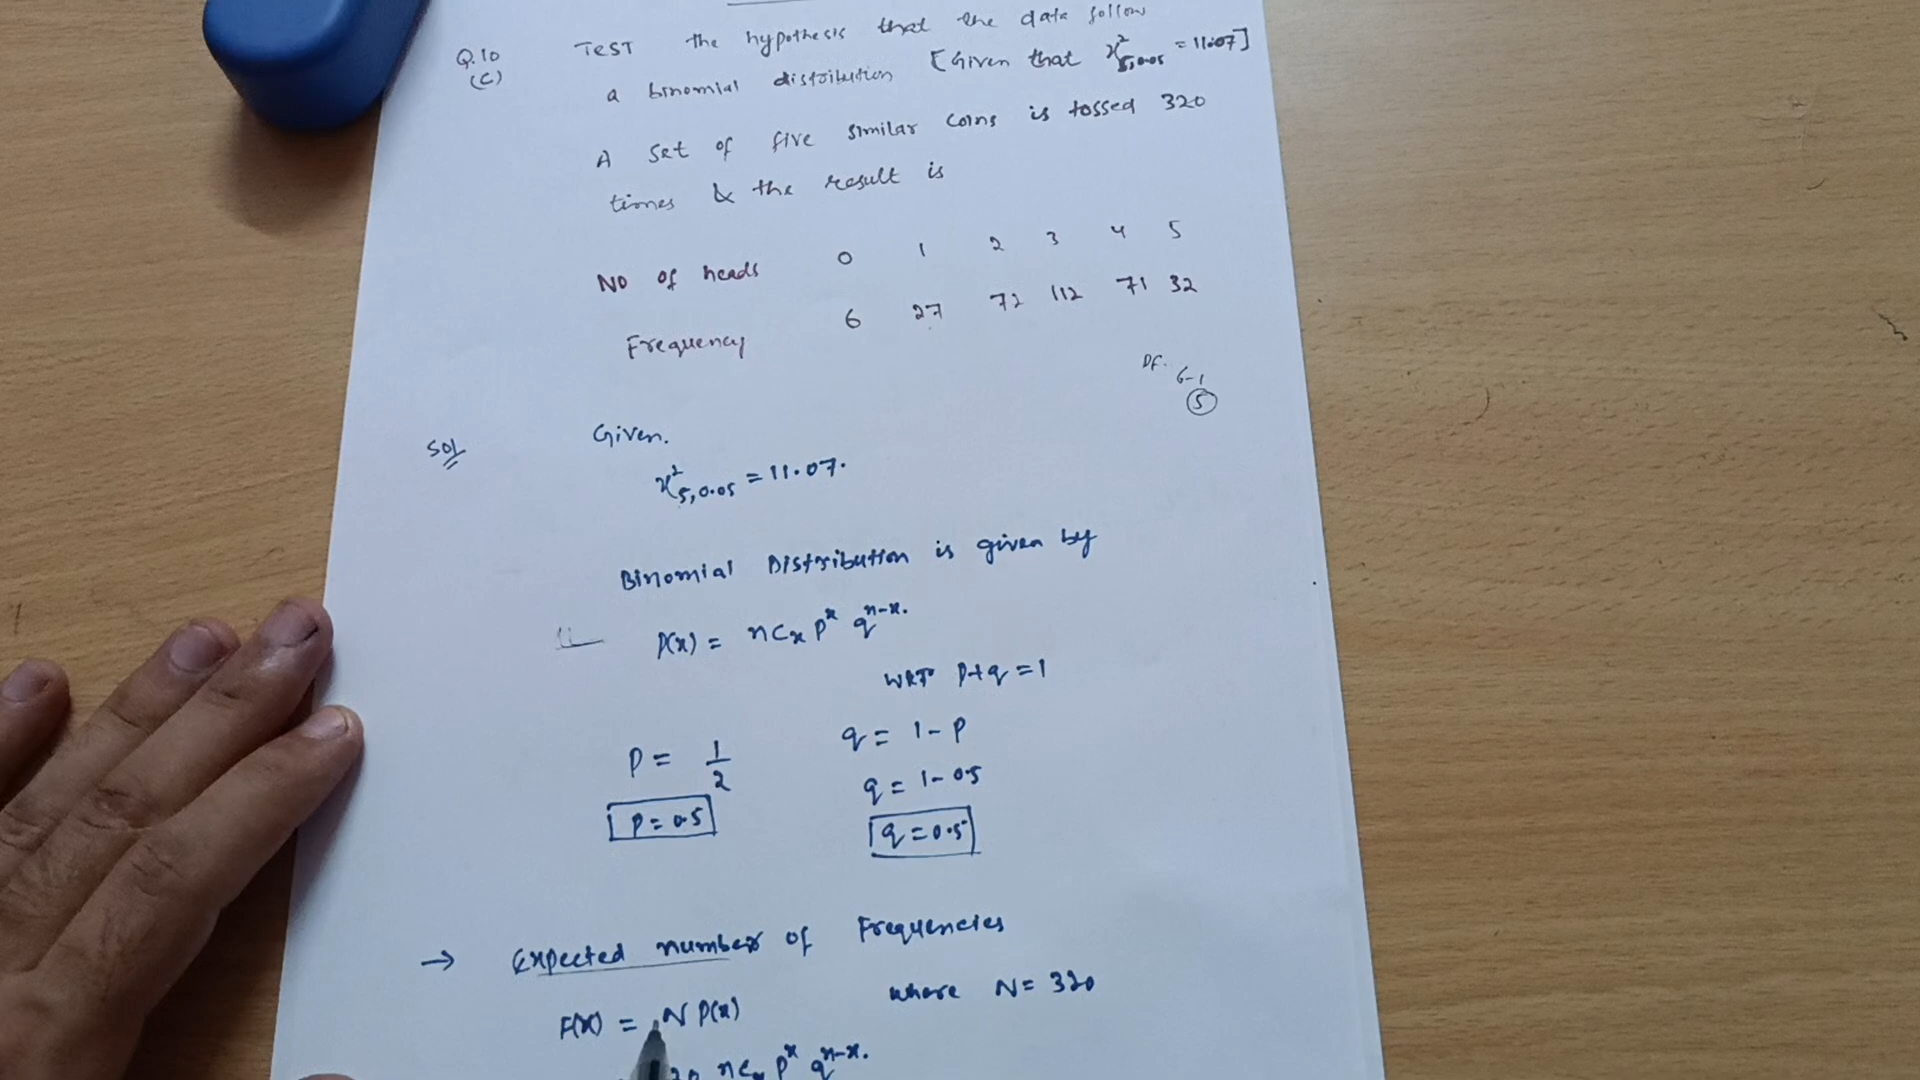 Q.10 TEST the hypothesis that the data follow
(C) a binomial distribution [Given that χ²5,0.05 = 11.07]
A set of five similar coins is tossed 320
times & the result is
NO of heads 0 1 2 3 4 5
Frequency 6 27 72 112 71 32
DF. 6-1
5
Sol Given.
χ²5,0.05 = 11.07.
Binomial Distribution is given by
P(x) = nCx p^x q^n-x.
WKT p+q = 1
p = 1/2 q = 1-p
q = 1-0.5
p = 0.5 q = 0.5
→ Expected number of Frequencies
F(x) = N P(x) where N = 320
20 nCx p^x q^n-x.